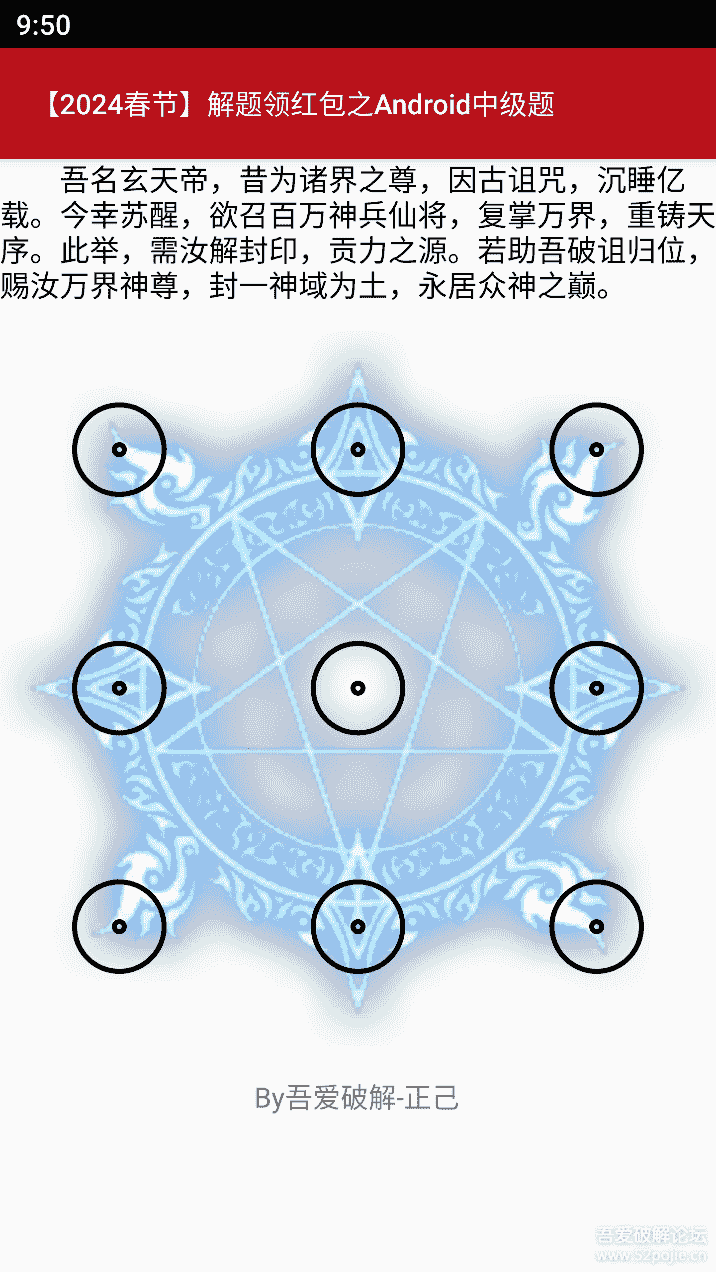 9:50
【2024春节】解题领红包之Android中级题
吾名玄天帝，昔为诸界之尊，因古诅咒，沉睡亿
载。今幸苏醒，欲召百万神兵仙将，复掌万界，重铸天
序。此举，需汝解封印，贡力之源。若助吾破诅归位，
赐汝万界神尊，封一神域为土，永居众神之巅。
By吾爱破解-正己
吾爱破解论坛
www.52pojie.cn